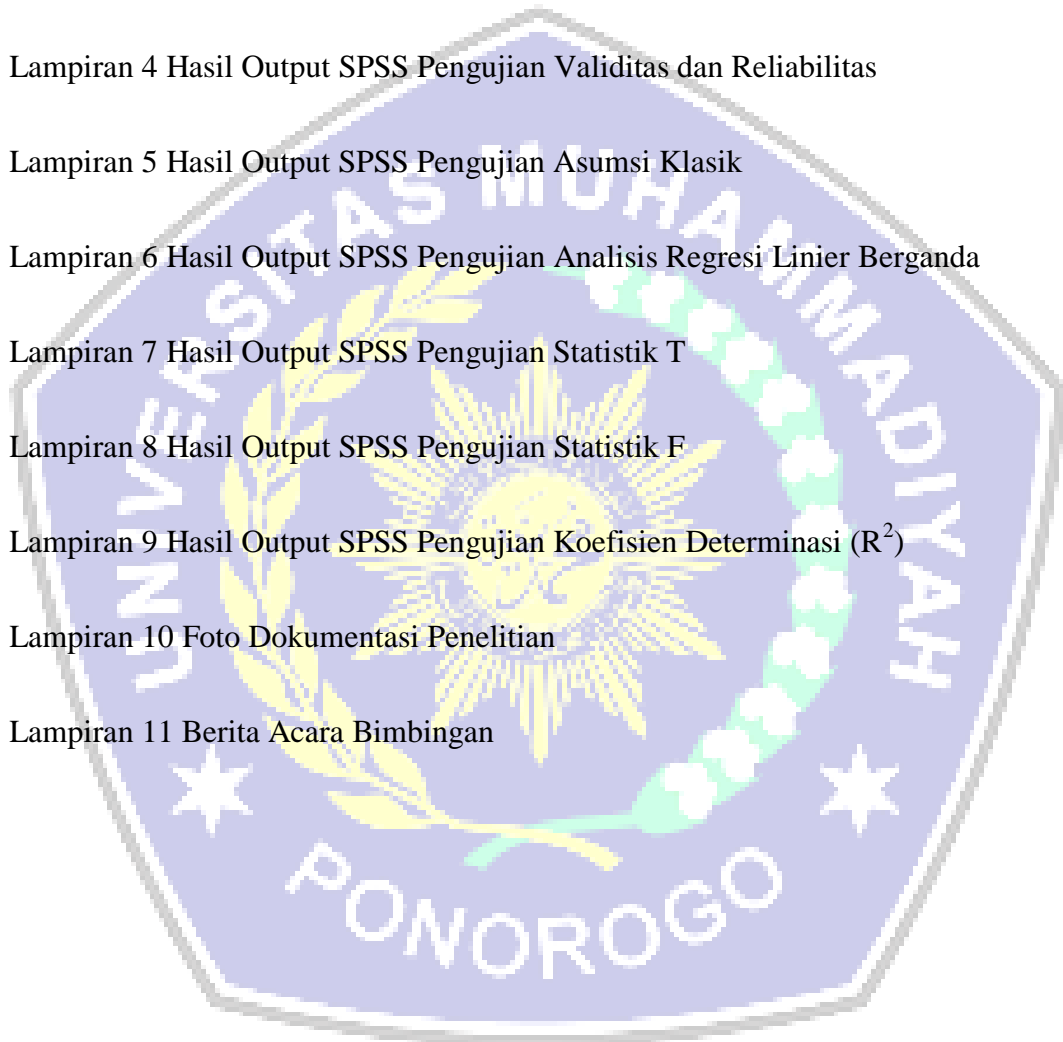 Lampiran 4 Hasil Output SPSS Pengujian Validitas dan Reliabilitas
Lampiran 5 Hasil Output SPSS Pengujian Asumsi Klasik
Lampiran 6 Hasil Output SPSS Pengujian Analisis Regresi Linier Berganda
Lampiran 7 Hasil Output SPSS Pengujian Statistik T
Lampiran 8 Hasil Output SPSS Pengujian Statistik F
Lampiran 9 Hasil Output SPSS Pengujian Koefisien Determinasi (R²)
Lampiran 10 Foto Dokumentasi Penelitian
Lampiran 11 Berita Acara Bimbingan
UNIVERSITAS MUHAMMADIYAH
PONOROGO